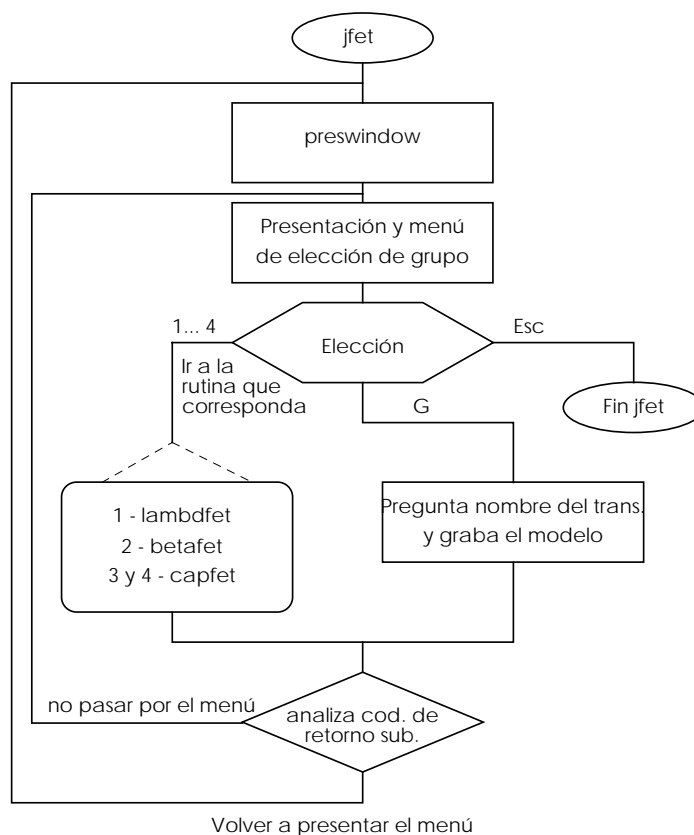 jfet
preswindow
Presentación y menú
de elección de grupo
1... 4
Elección
Esc
Ir a la
rutina que
corresponda
G
Fin jfet
1 - lambdfet
2 - betafet
3 y 4 - capfet
Pregunta nombre del trans.
y graba el modelo
no pasar por el menú
analiza cod. de
retorno sub.
Volver a presentar el menú